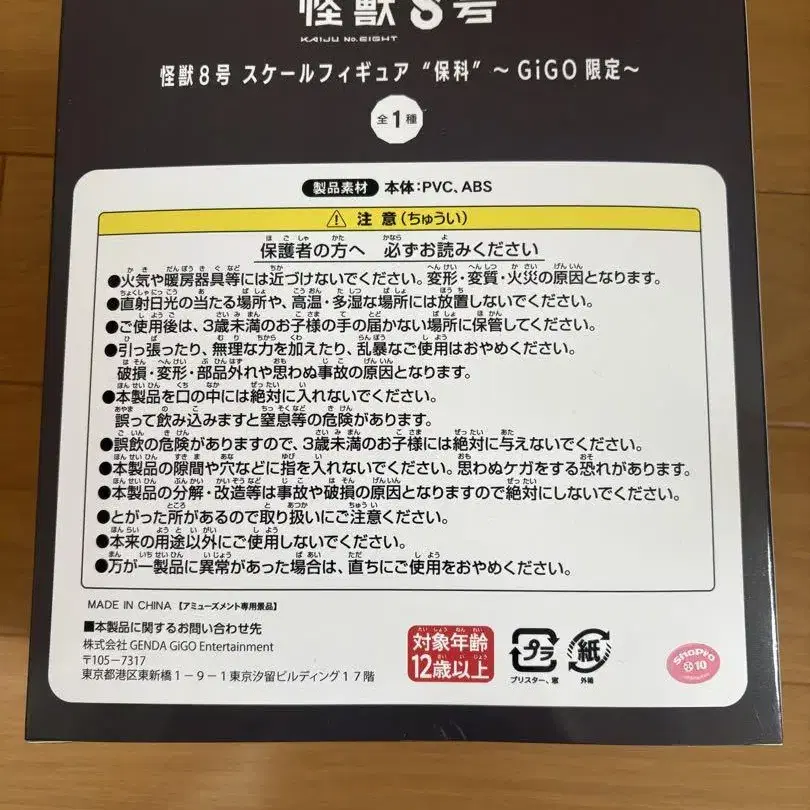 怪獣8号
KAIJU No.EIGHT
怪獣8号 スケールフィギュア “保科” ～GiGO限定～
全1種
製品素材 本体:PVC、ABS
注意(ちゅうい)
保護者の方へ 必ずお読みください
●火気や暖房器具等には近づけないでください。変形・変質・火災の原因となります。
●直射日光の当たる場所や、高温・多湿な場所には放置しないでください。
●ご使用後は、3歳未満のお子様の手の届かない場所に保管してください。
●引っ張ったり、無理な力を加えたり、乱暴なご使用はおやめください。
破損・変形・部品外れや思わぬ事故の原因となります。
●本製品を口の中には絶対に入れないでください。
誤って飲み込みますと窒息等の危険があります。
●誤飲の危険がありますので、3歳未満のお子様には絶対に与えないでください。
●本製品の隙間や穴などに指を入れないでください。思わぬケガをする恐れがあります。
●本製品の分解・改造等は事故や破損の原因となりますので絶対にしないでください。
●とがった所があるので取り扱いにご注意ください。
●本来の用途以外にご使用しないでください。
●万が一製品に異常があった場合は、直ちにご使用をおやめください。
MADE IN CHINA 【アミューズメント専用景品】
■本製品に関するお問い合わせ先
株式会社 GENDA GiGO Entertainment
〒105-7317
東京都港区東新橋1-9-1東京汐留ビルディング17階
対象年齢
12歳以上
プラ
ブリスター、窓
紙
外箱
ShoPro
10